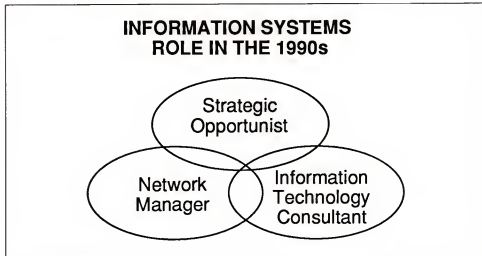 INFORMATION SYSTEMS
ROLE IN THE 1990s
Strategic
Opportunist
Network
Manager
Information
Technology
Consultant